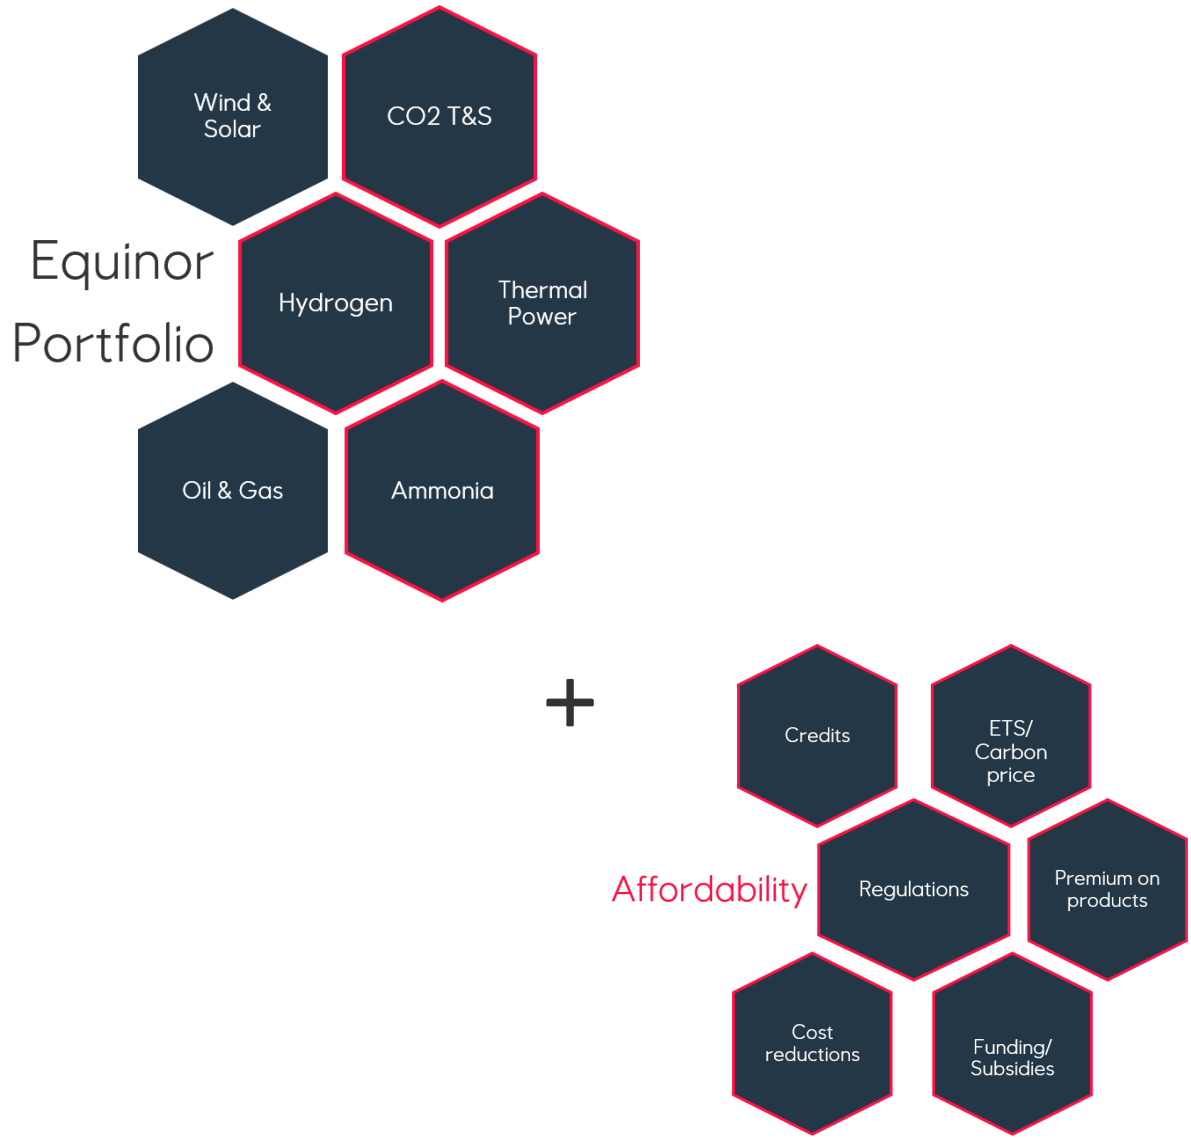 Wind &
Solar
CO2 T&S
Equinor
Portfolio
Hydrogen
Thermal
Power
Oil & Gas
Ammonia
+
Credits
ETS/
Carbon
price
Affordability
Regulations
Premium on
products
Cost
reductions
Funding/
Subsidies